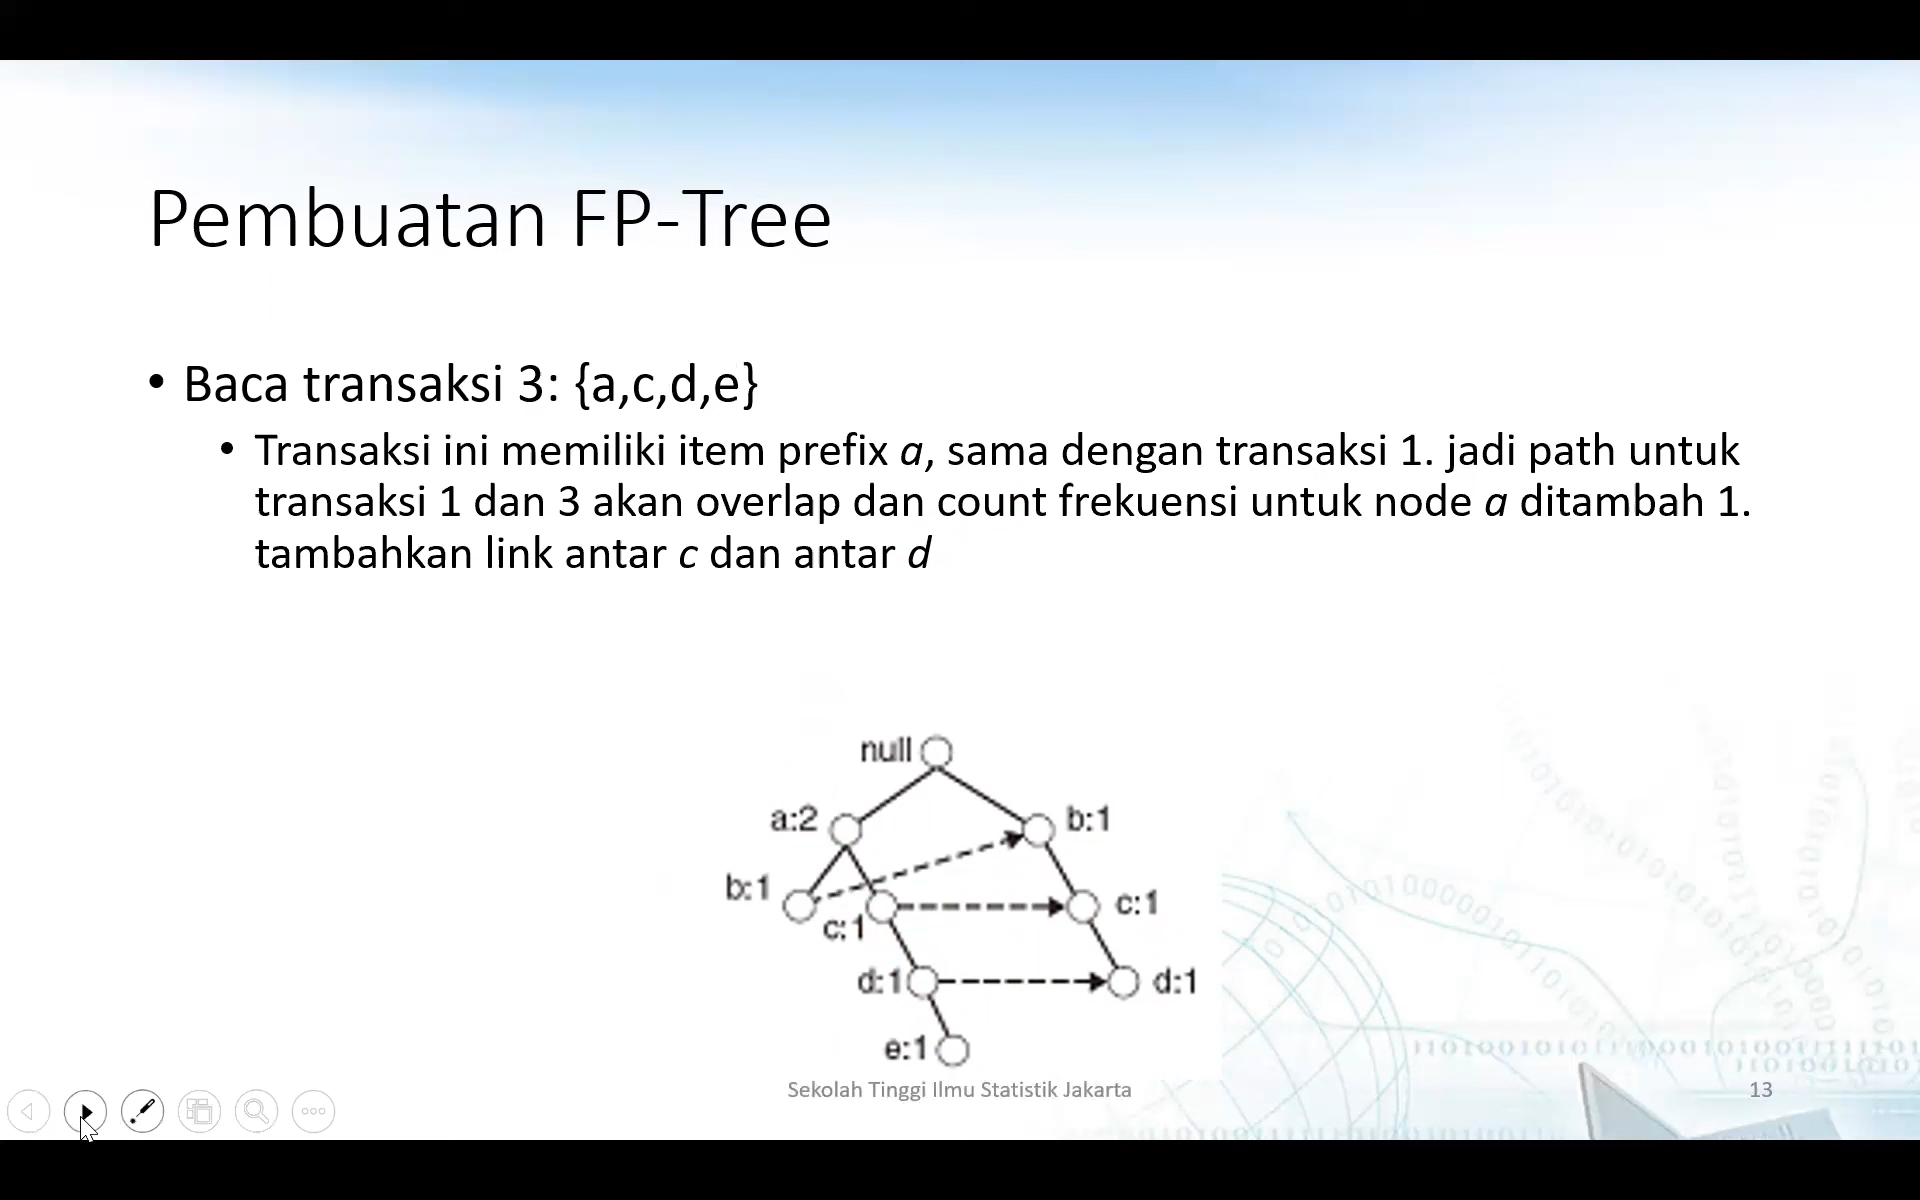 Pembuatan FP-Tree
• Baca transaksi 3: {a,c,d,e}
• Transaksi ini memiliki item prefix a, sama dengan transaksi 1. jadi path untuk
transaksi 1 dan 3 akan overlap dan count frekuensi untuk node a ditambah 1.
tambahkan link antar c dan antar d
null
a:2
b:1
b:1
c:1
c:1
d:1
d:1
e:1
Sekolah Tinggi Ilmu Statistik Jakarta
13